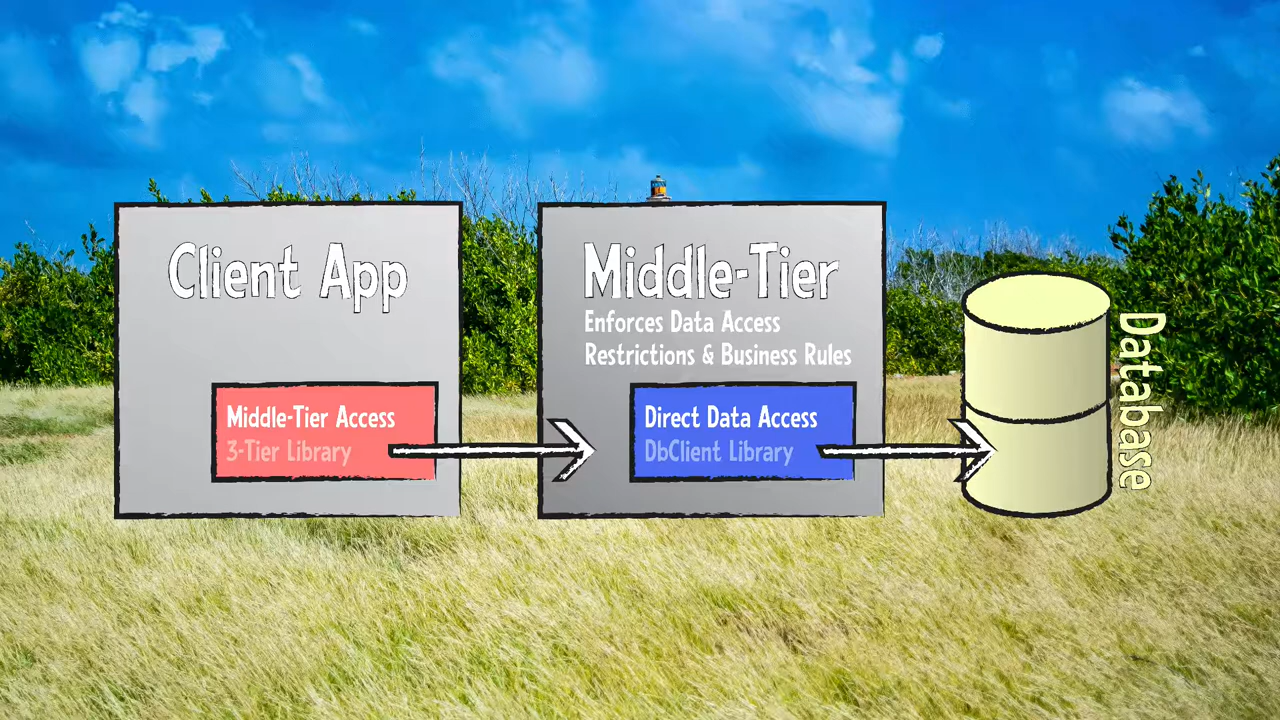 Client App
Middle-Tier Access
3-Tier Library
Middle-Tier
Enforces Data Access
Restrictions & Business Rules
Direct Data Access
DbClient Library
Database